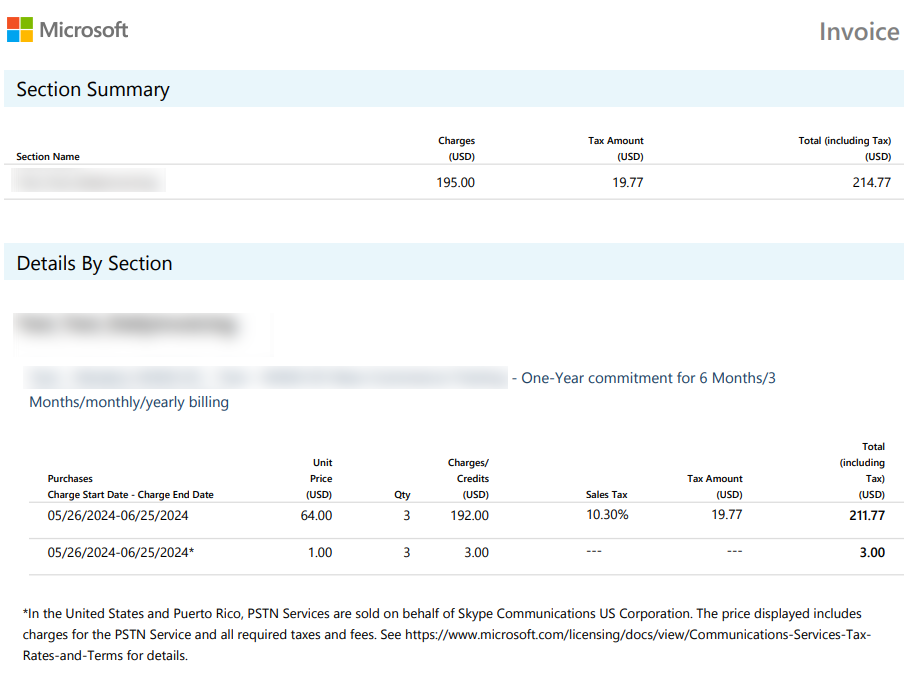 Microsoft Invoice
Section Summary
Section Name Charges (USD) Tax Amount (USD) Total (including Tax) (USD)
195.00 19.77 214.77
Details By Section
- One-Year commitment for 6 Months/3
Months/monthly/yearly billing
Purchases
Charge Start Date - Charge End Date Unit Price (USD) Qty Charges/ Credits (USD) Sales Tax Tax Amount (USD) Total (including Tax) (USD)
05/26/2024-06/25/2024 64.00 3 192.00 10.30% 19.77 211.77
05/26/2024-06/25/2024* 1.00 3 3.00 --- --- 3.00
*In the United States and Puerto Rico, PSTN Services are sold on behalf of Skype Communications US Corporation. The price displayed includes
charges for the PSTN Service and all required taxes and fees. See https://www.microsoft.com/licensing/docs/view/Communications-Services-Tax-
Rates-and-Terms for details.